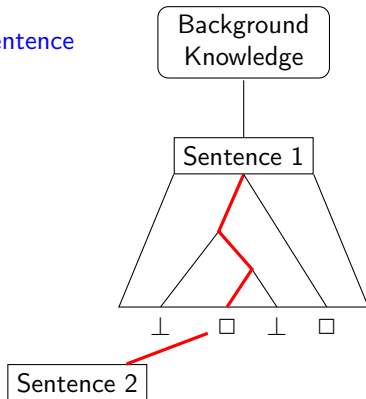 Background
Knowledge
entence
Sentence 1
⊥ □ ⊥ □
Sentence 2